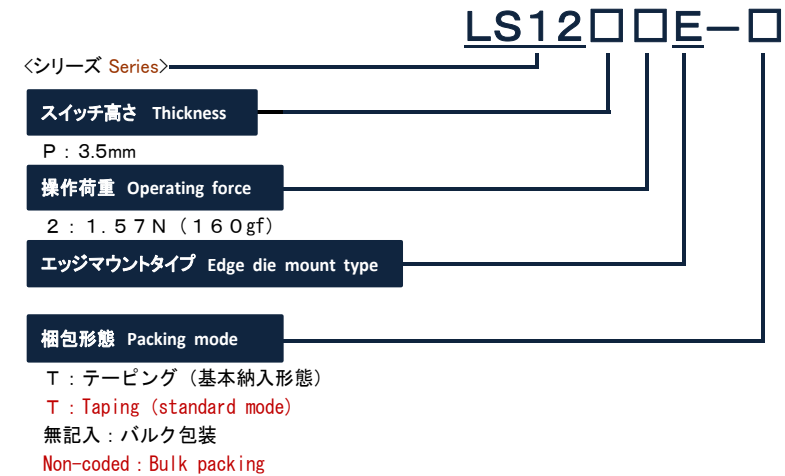 LS12□□E－□
<シリーズ Series>
スイッチ高さ Thickness
P：3.5mm
操作荷重 Operating force
2：1.57N（160gf）
エッジマウントタイプ Edge die mount type
梱包形態 Packing mode
T：テーピング（基本納入形態）
T：Taping (standard mode)
無記入：バルク包装
Non-coded：Bulk packing